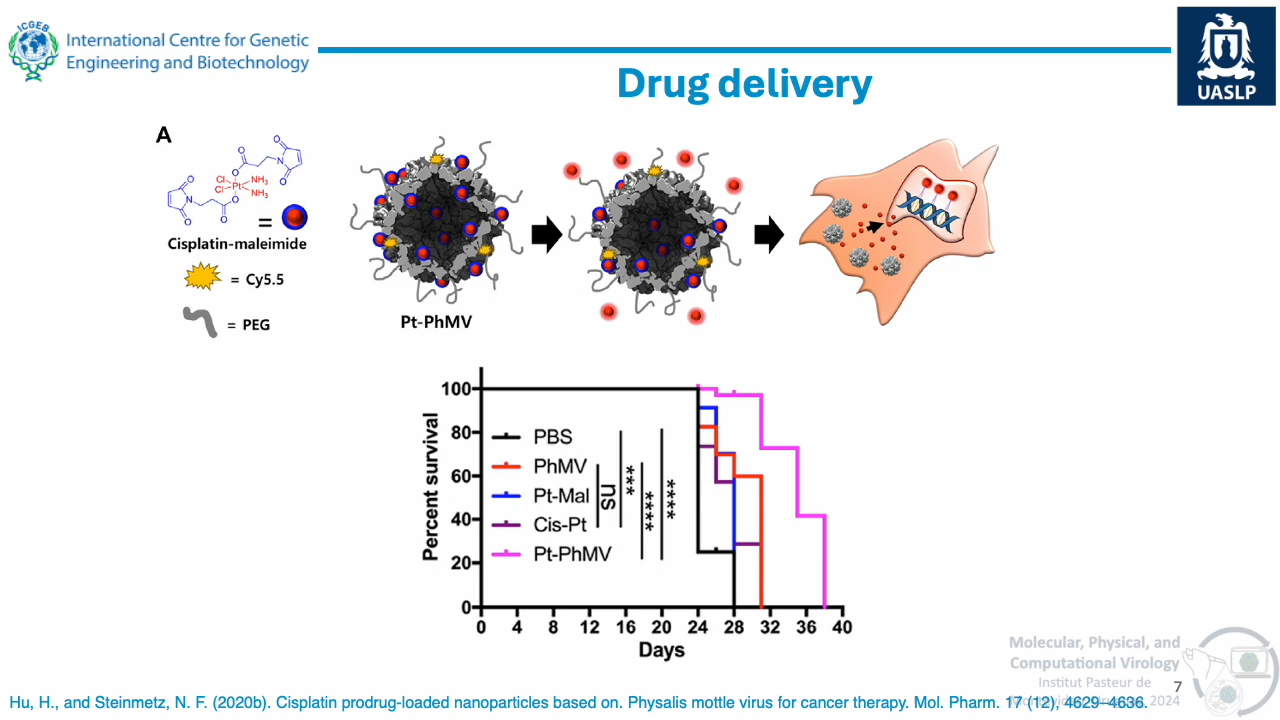 ICGEB
International Centre for Genetic
Engineering and Biotechnology
UASLP
Drug delivery
A
Cl
Cl
Pt
NH3
NH3
O
O
O
O
O
O
O
O
N
N
=
Cisplatin-maleimide
= Cy5.5
= PEG
Pt-PhMV
Percent survival
100
80
60
40
20
0
PBS
PhMV
Pt-Mal
Cis-Pt
Pt-PhMV
ns
***
****
****
0 4 8 12 16 20 24 28 32 36 40
Days
Molecular, Physical, and
Computational Virology
Institut Pasteur de
2024
7
Hu, H., and Steinmetz, N. F. (2020b). Cisplatin prodrug-loaded nanoparticles based on. Physalis mottle virus for cancer therapy. Mol. Pharm. 17 (12), 4629–4636.